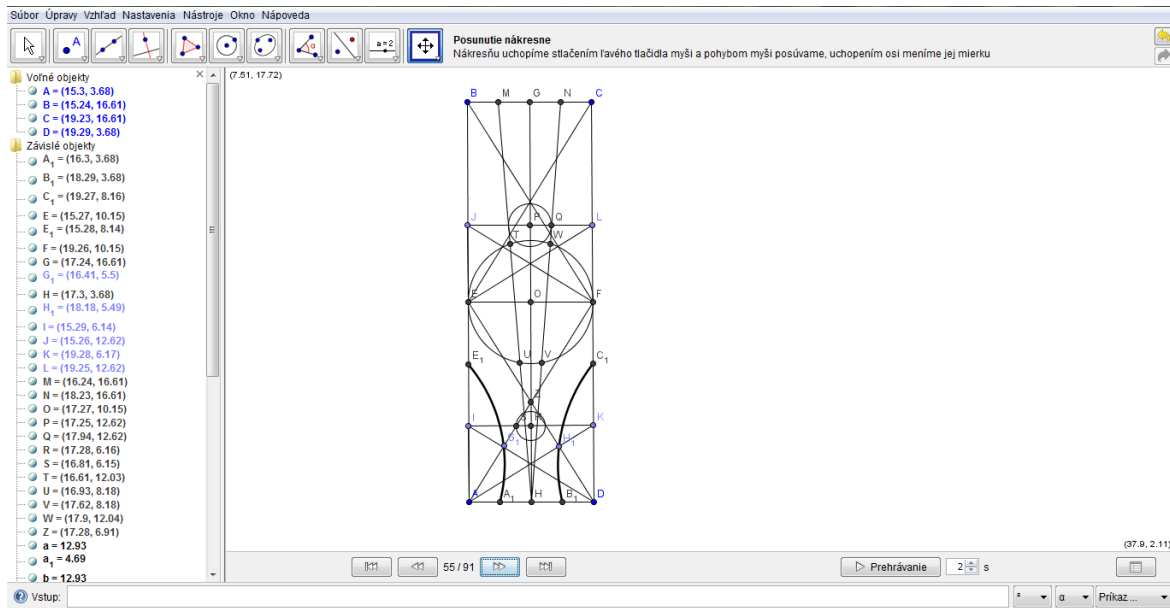 Súbor Úpravy Vzhľad Nastavenia Nástroje Okno Nápoveda
A
α
a=2
Posunutie nákresne
Nákresňu uchopíme stlačením ľavého tlačidla myši a pohybom myši posúvame, uchopením osi meníme jej mierku
Voľné objekty
A = (15.3, 3.68)
B = (15.24, 16.61)
C = (19.23, 16.61)
D = (19.29, 3.68)
Závislé objekty
A₁ = (16.3, 3.68)
B₁ = (18.29, 3.68)
C₁ = (19.27, 8.16)
E = (15.27, 10.15)
E₁ = (15.28, 8.14)
F = (19.26, 10.15)
G = (17.24, 16.61)
G₁ = (16.41, 5.5)
H = (17.3, 3.68)
H₁ = (18.18, 5.49)
I = (15.29, 6.14)
J = (15.26, 12.62)
K = (19.28, 6.17)
L = (19.25, 12.62)
M = (16.24, 16.61)
N = (18.23, 16.61)
O = (17.27, 10.15)
P = (17.25, 12.62)
Q = (17.94, 12.62)
R = (17.28, 6.16)
S = (16.81, 6.15)
T = (16.61, 12.03)
U = (16.93, 8.18)
V = (17.62, 8.18)
W = (17.9, 12.04)
Z = (17.28, 6.91)
a = 12.93
a₁ = 4.69
b = 12.93
(7.51, 17.72)
B M G N C
J P Q L
T W
E O F
E₁ U V C₁
Z
I S R K
G₁ H₁
A A₁ H B₁ D
(37.9, 2.11)
55 / 91
Prehrávanie 2 s
Vstup:
² α Príkaz ...